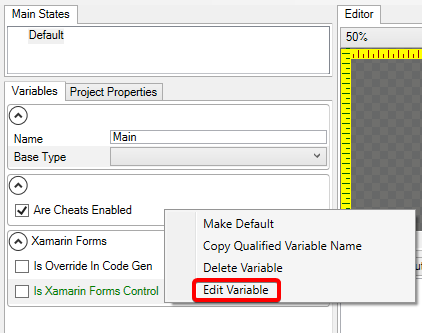 Main States
Default
Variables
Project Properties
Name
Main
Base Type
Are Cheats Enabled
Xamarin Forms
Is Override In Code Gen
Is Xamarin Forms Control
Editor
50%
Make Default
Copy Qualified Variable Name
Delete Variable
Edit Variable